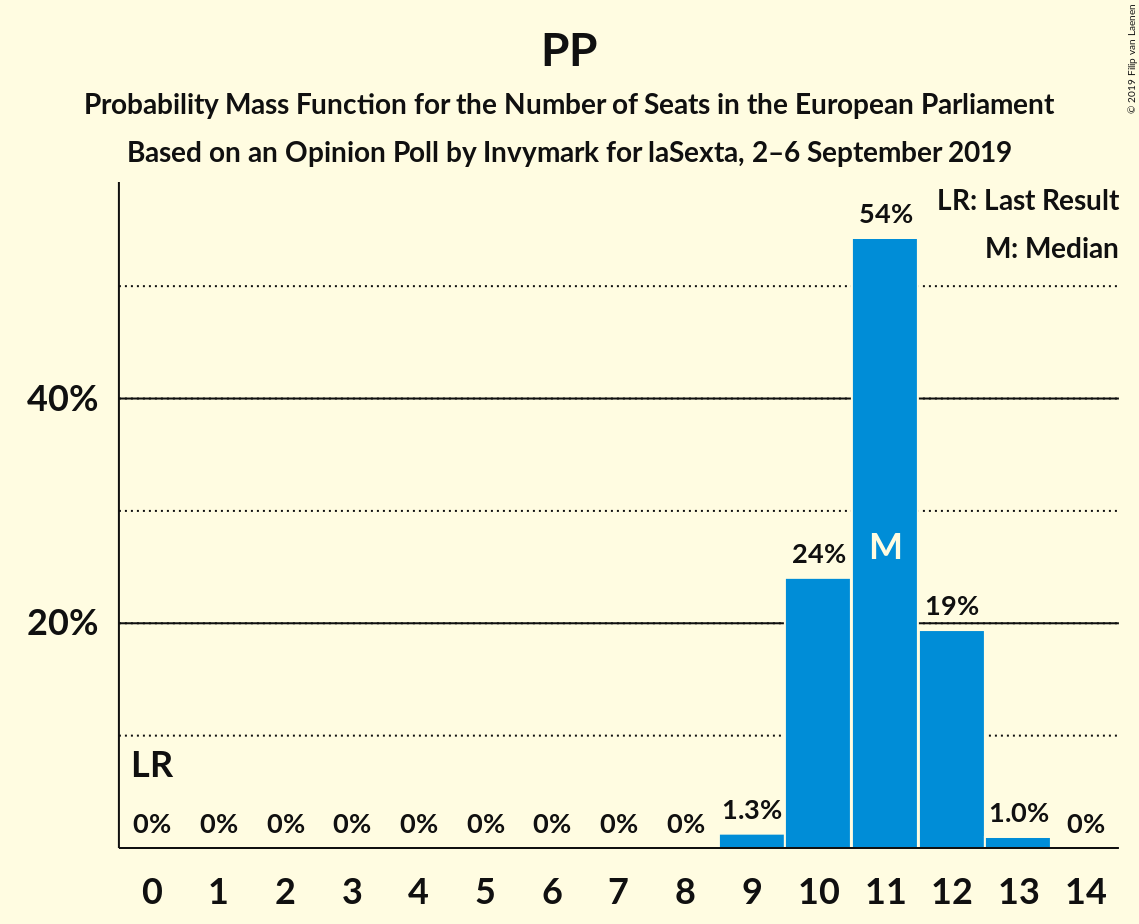 PP
Probability Mass Function for the Number of Seats in the European Parliament
Based on an Opinion Poll by Invymark for laSexta, 2–6 September 2019
© 2019 Filip van Laenen
LR: Last Result
M: Median
54%
40%
24%
M
19%
20%
LR
0% 0% 0% 0% 0% 0% 0% 0% 0% 1.3% 1.0% 0%
0 1 2 3 4 5 6 7 8 9 10 11 12 13 14